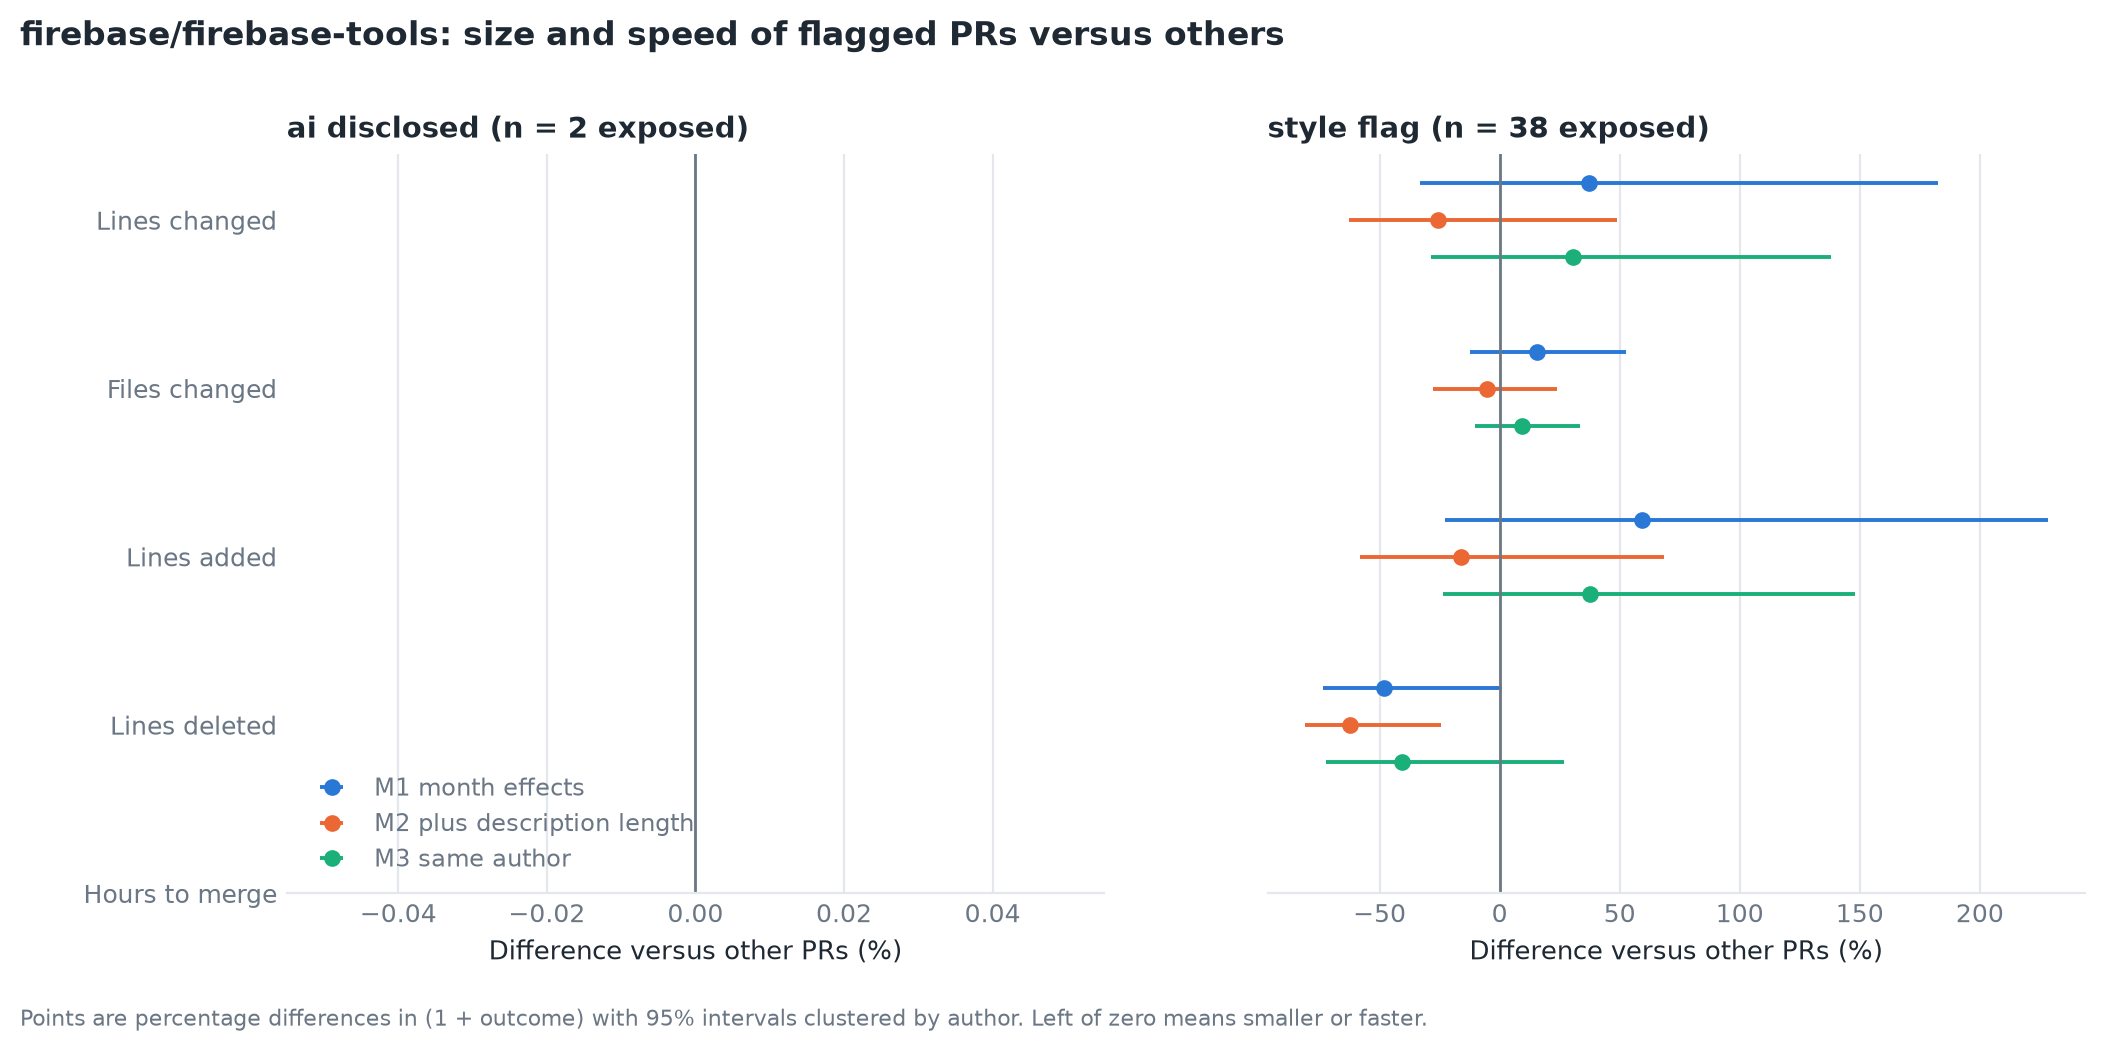 firebase/firebase-tools: size and speed of flagged PRs versus others
ai disclosed (n = 2 exposed)
style flag (n = 38 exposed)
Lines changed
Files changed
Lines added
Lines deleted
Hours to merge
M1 month effects
M2 plus description length
M3 same author
−0.04 −0.02 0.00 0.02 0.04
−50 0 50 100 150 200
Difference versus other PRs (%)
Difference versus other PRs (%)
Points are percentage differences in (1 + outcome) with 95% intervals clustered by author. Left of zero means smaller or faster.